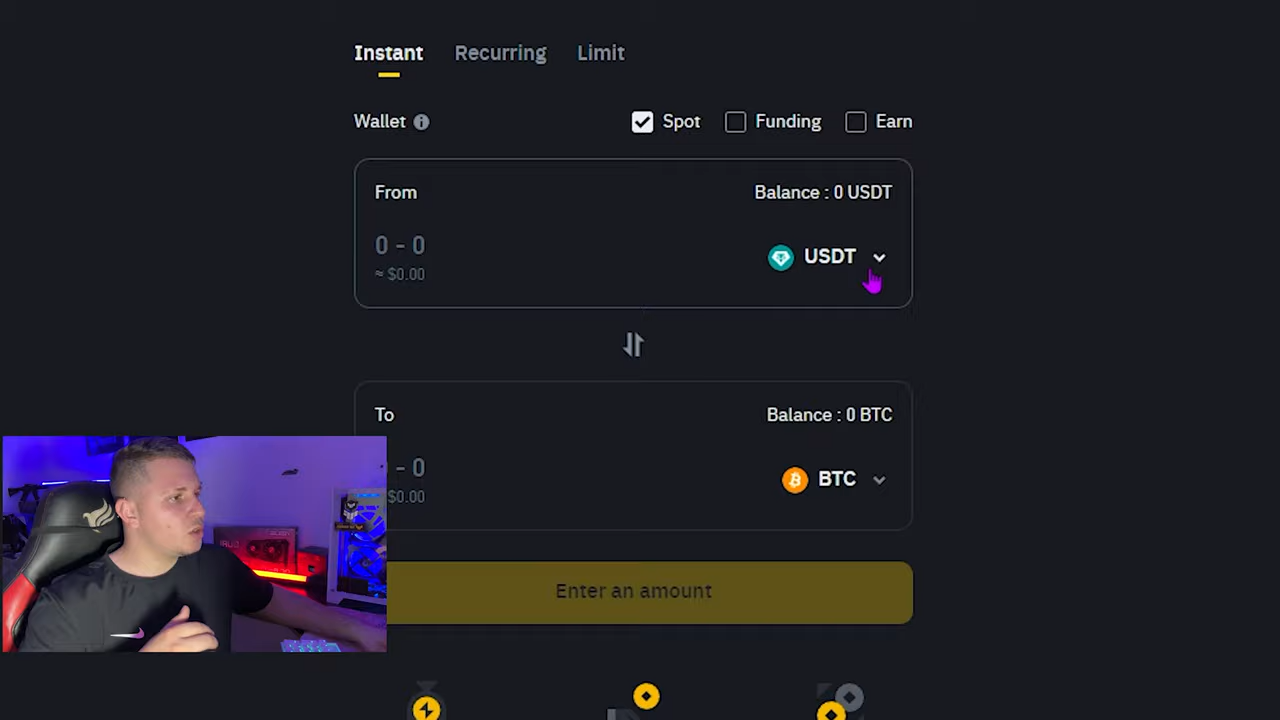 Instant Recurring Limit
Wallet Spot Funding Earn
From Balance : 0 USDT
0 - 0 USDT
≈ $0.00
To Balance : 0 BTC
- 0 BTC
$0.00
Enter an amount